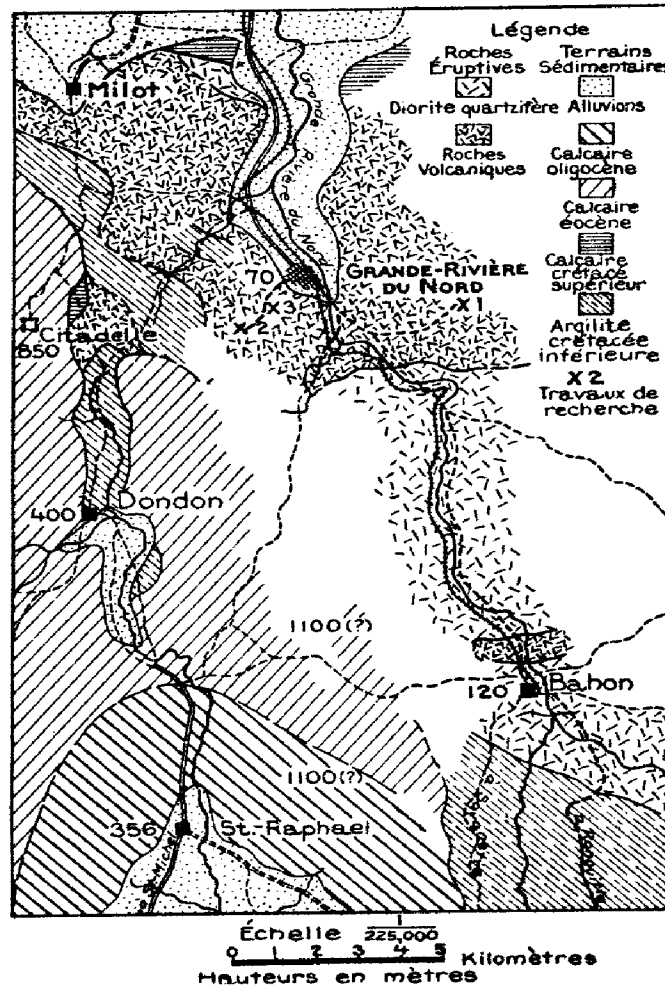 Légende
Roches Éruptives
Terrains Sédimentaires
Diorite quartzifère
Alluvions
Roches Volcaniques
Calcaire oligocène
Calcaire éocène
Calcaire crétacé supérieur
Argilite crétacée inférieure
X2
Travaux de recherche
Milot
Grande Rivière du Nord
70
GRANDE-RIVIÈRE
DU NORD
X1
X3
X2
Citadelle
850
Dondon
400
1100(?)
120
Bahon
1100(?)
356
St.-Raphael
Échelle 1/225,000
0 1 2 3 4 5 Kilomètres
Hauteurs en mètres